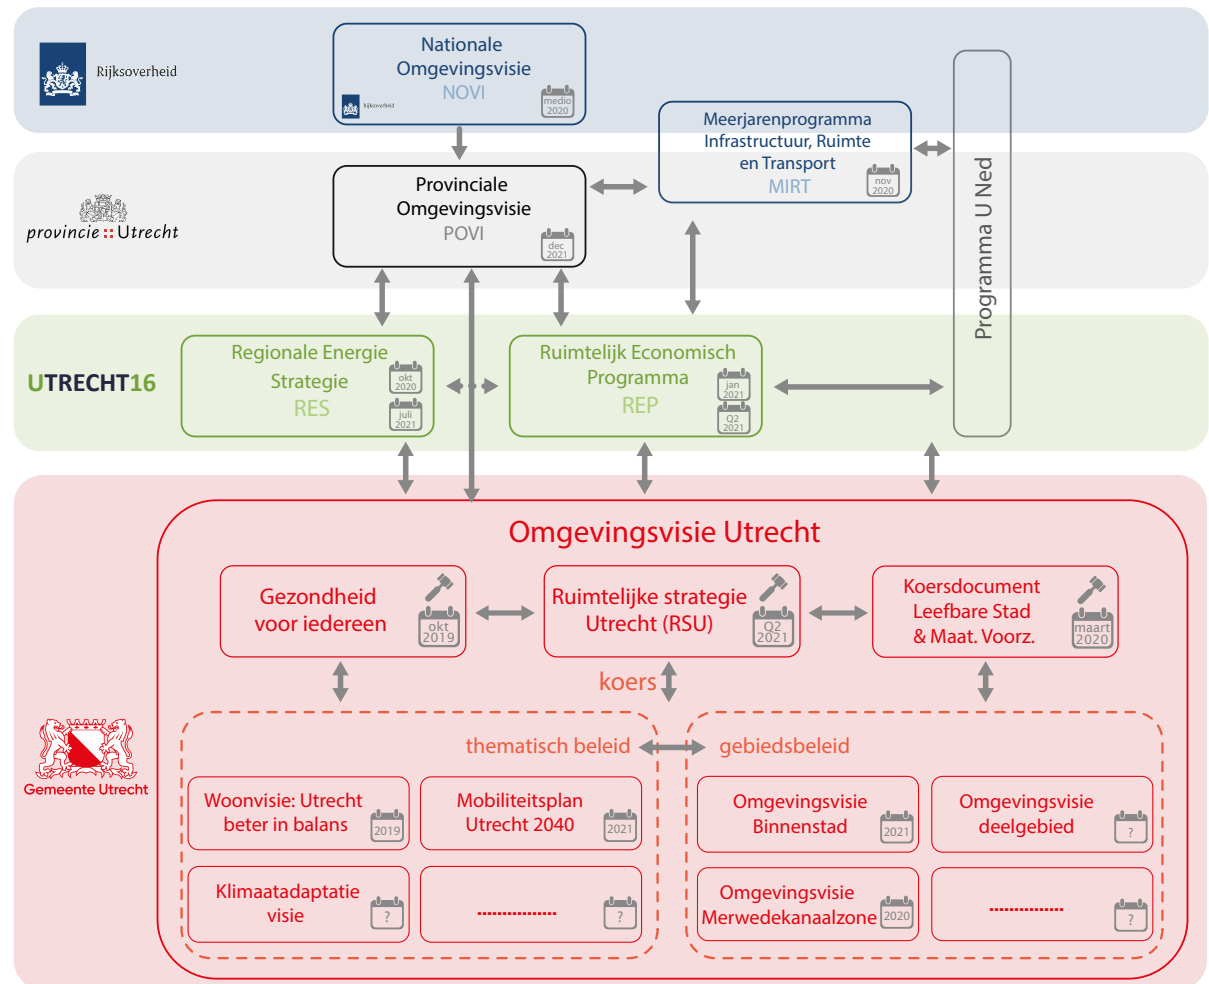 Rijksoverheid
Nationale
Omgevingsvisie
NOVI
Rijksoverheid
medio
2020
Meerjarenprogramma
Infrastructuur, Ruimte
en Transport
MIRT
nov
2020
Programma U Ned
provincie :: Utrecht
Provinciale
Omgevingsvisie
POVI
dec
2021
UTRECHT16
Regionale Energie
Strategie
RES
okt
2020
juli
2021
Ruimtelijk Economisch
Programma
REP
jan
2021
Q2
2021
Omgevingsvisie Utrecht
Gezondheid
voor iedereen
okt
2019
Ruimtelijke strategie
Utrecht (RSU)
Q2
2021
Koersdocument
Leefbare Stad
& Maat. Voorz.
maart
2020
koers
Gemeente Utrecht
thematisch beleid
gebiedsbeleid
Woonvisie: Utrecht
beter in balans
2019
Mobiliteitsplan
Utrecht 2040
2021
Omgevingsvisie
Binnenstad
2021
Omgevingsvisie
deelgebied
?
Klimaatadaptatie
visie
?
................
?
Omgevingsvisie
Merwedekanaalzone
2020
...............
?